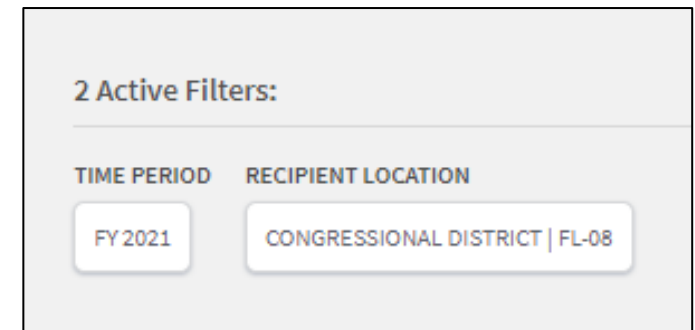 2 Active Filters:
TIME PERIOD RECIPIENT LOCATION
FY 2021 CONGRESSIONAL DISTRICT | FL-08